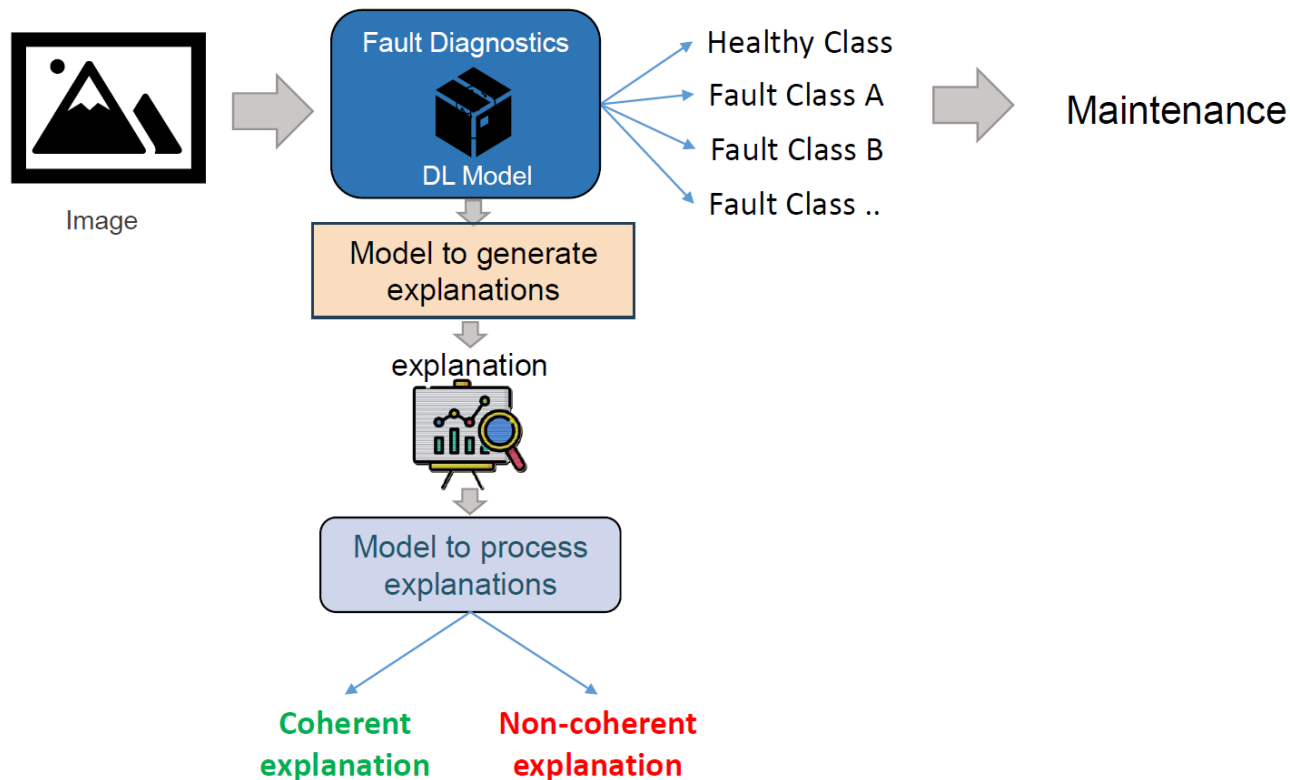 Fault Diagnostics
DL Model
Image
Healthy Class
Fault Class A
Fault Class B
Fault Class ..
Maintenance
Model to generate
explanations
explanation
Model to process
explanations
Coherent
explanation
Non-coherent
explanation